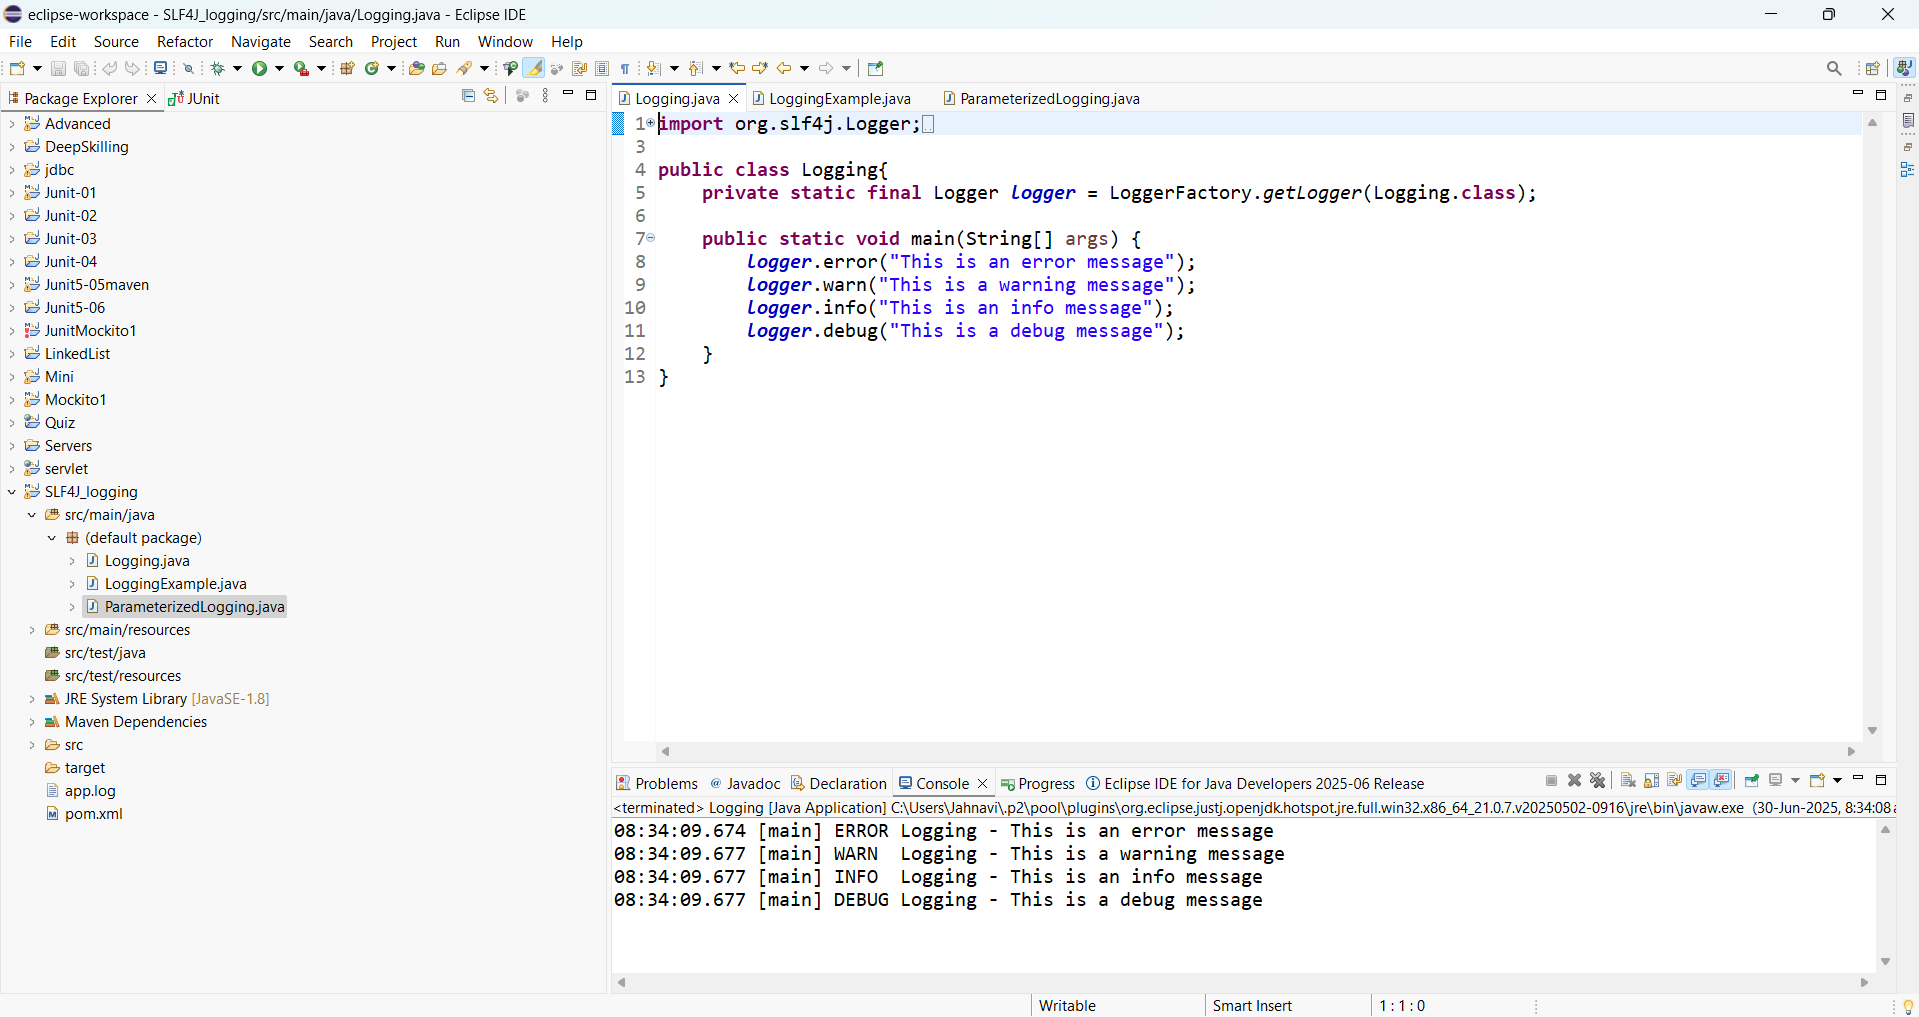 eclipse-workspace - SLF4J_logging/src/main/java/Logging.java - Eclipse IDE
File Edit Source Refactor Navigate Search Project Run Window Help
Package Explorer JUnit
Advanced
DeepSkilling
jdbc
Junit-01
Junit-02
Junit-03
Junit-04
Junit5-05maven
Junit5-06
JunitMockito1
LinkedList
Mini
Mockito1
Quiz
Servers
servlet
SLF4J_logging
src/main/java
(default package)
Logging.java
LoggingExample.java
ParameterizedLogging.java
src/main/resources
src/test/java
src/test/resources
JRE System Library [JavaSE-1.8]
Maven Dependencies
src
target
app.log
pom.xml
Logging.java LoggingExample.java ParameterizedLogging.java
1 import org.slf4j.Logger;
3
4 public class Logging{
5 private static final Logger logger = LoggerFactory.getLogger(Logging.class);
6
7 public static void main(String[] args) {
8 logger.error("This is an error message");
9 logger.warn("This is a warning message");
10 logger.info("This is an info message");
11 logger.debug("This is a debug message");
12 }
13 }
Problems @ Javadoc Declaration Console Progress Eclipse IDE for Java Developers 2025-06 Release
<terminated> Logging [Java Application] C:\Users\Jahnavi\.p2\pool\plugins\org.eclipse.justj.openjdk.hotspot.jre.full.win32.x86_64_21.0.7.v20250502-0916\jre\bin\javaw.exe (30-Jun-2025, 8:34:08
08:34:09.674 [main] ERROR Logging - This is an error message
08:34:09.677 [main] WARN Logging - This is a warning message
08:34:09.677 [main] INFO Logging - This is an info message
08:34:09.677 [main] DEBUG Logging - This is a debug message
Writable Smart Insert 1 : 1 : 0